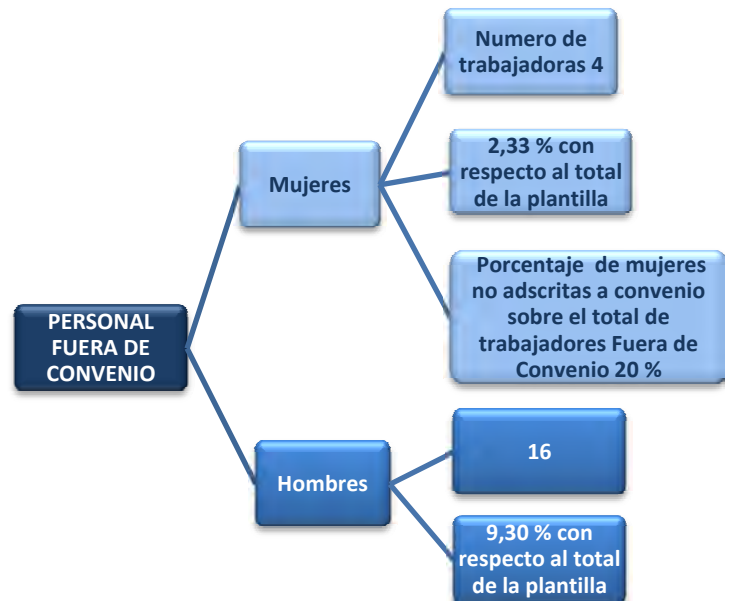 PERSONAL
FUERA DE
CONVENIO
Mujeres
Numero de
trabajadoras 4
2,33 % con
respecto al total
de la plantilla
Porcentaje de mujeres
no adscritas a convenio
sobre el total de
trabajadores Fuera de
Convenio 20 %
Hombres
16
9,30 % con
respecto al total
de la plantilla